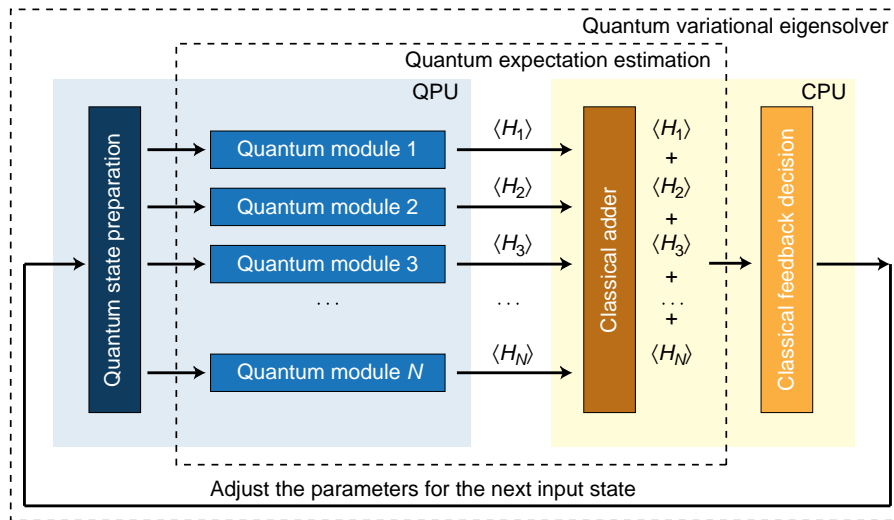 Quantum variational eigensolver
Quantum expectation estimation
QPU
CPU
Quantum state preparation
Quantum module 1
Quantum module 2
Quantum module 3
...
Quantum module N
⟨H₁⟩
⟨H₂⟩
⟨H₃⟩
...
⟨H_N⟩
Classical adder
⟨H₁⟩
+
⟨H₂⟩
+
⟨H₃⟩
+
...
+
⟨H_N⟩
Classical feedback decision
Adjust the parameters for the next input state